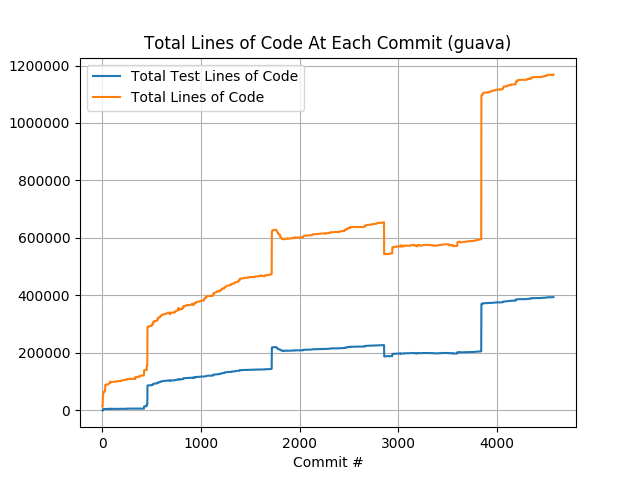 Total Lines of Code At Each Commit (guava)
Total Test Lines of Code
Total Lines of Code
1200000
1000000
800000
600000
400000
200000
0
0 1000 2000 3000 4000
Commit #